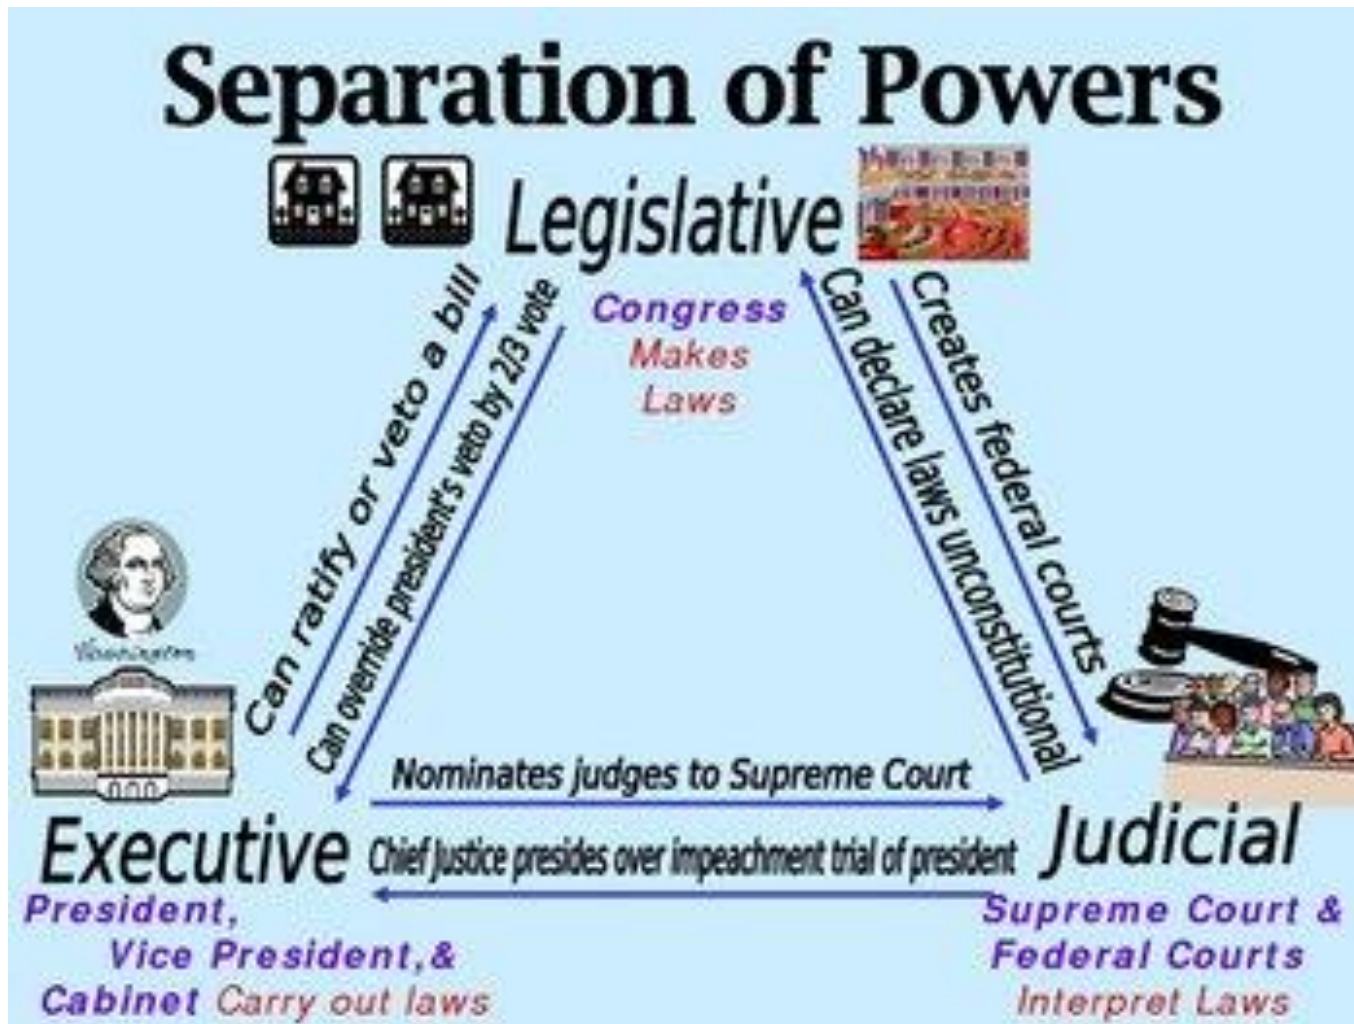 Separation of Powers
Legislative
Congress
Makes
Laws
Can ratify or veto a bill
Can override president's veto by 2/3 vote
Can declare laws unconstitutional
Creates federal courts
Washington
Nominates judges to Supreme Court
Chief Justice presides over impeachment trial of president
Executive
President,
Vice President,&
Cabinet Carry out laws
Judicial
Supreme Court &
Federal Courts
Interpret Laws